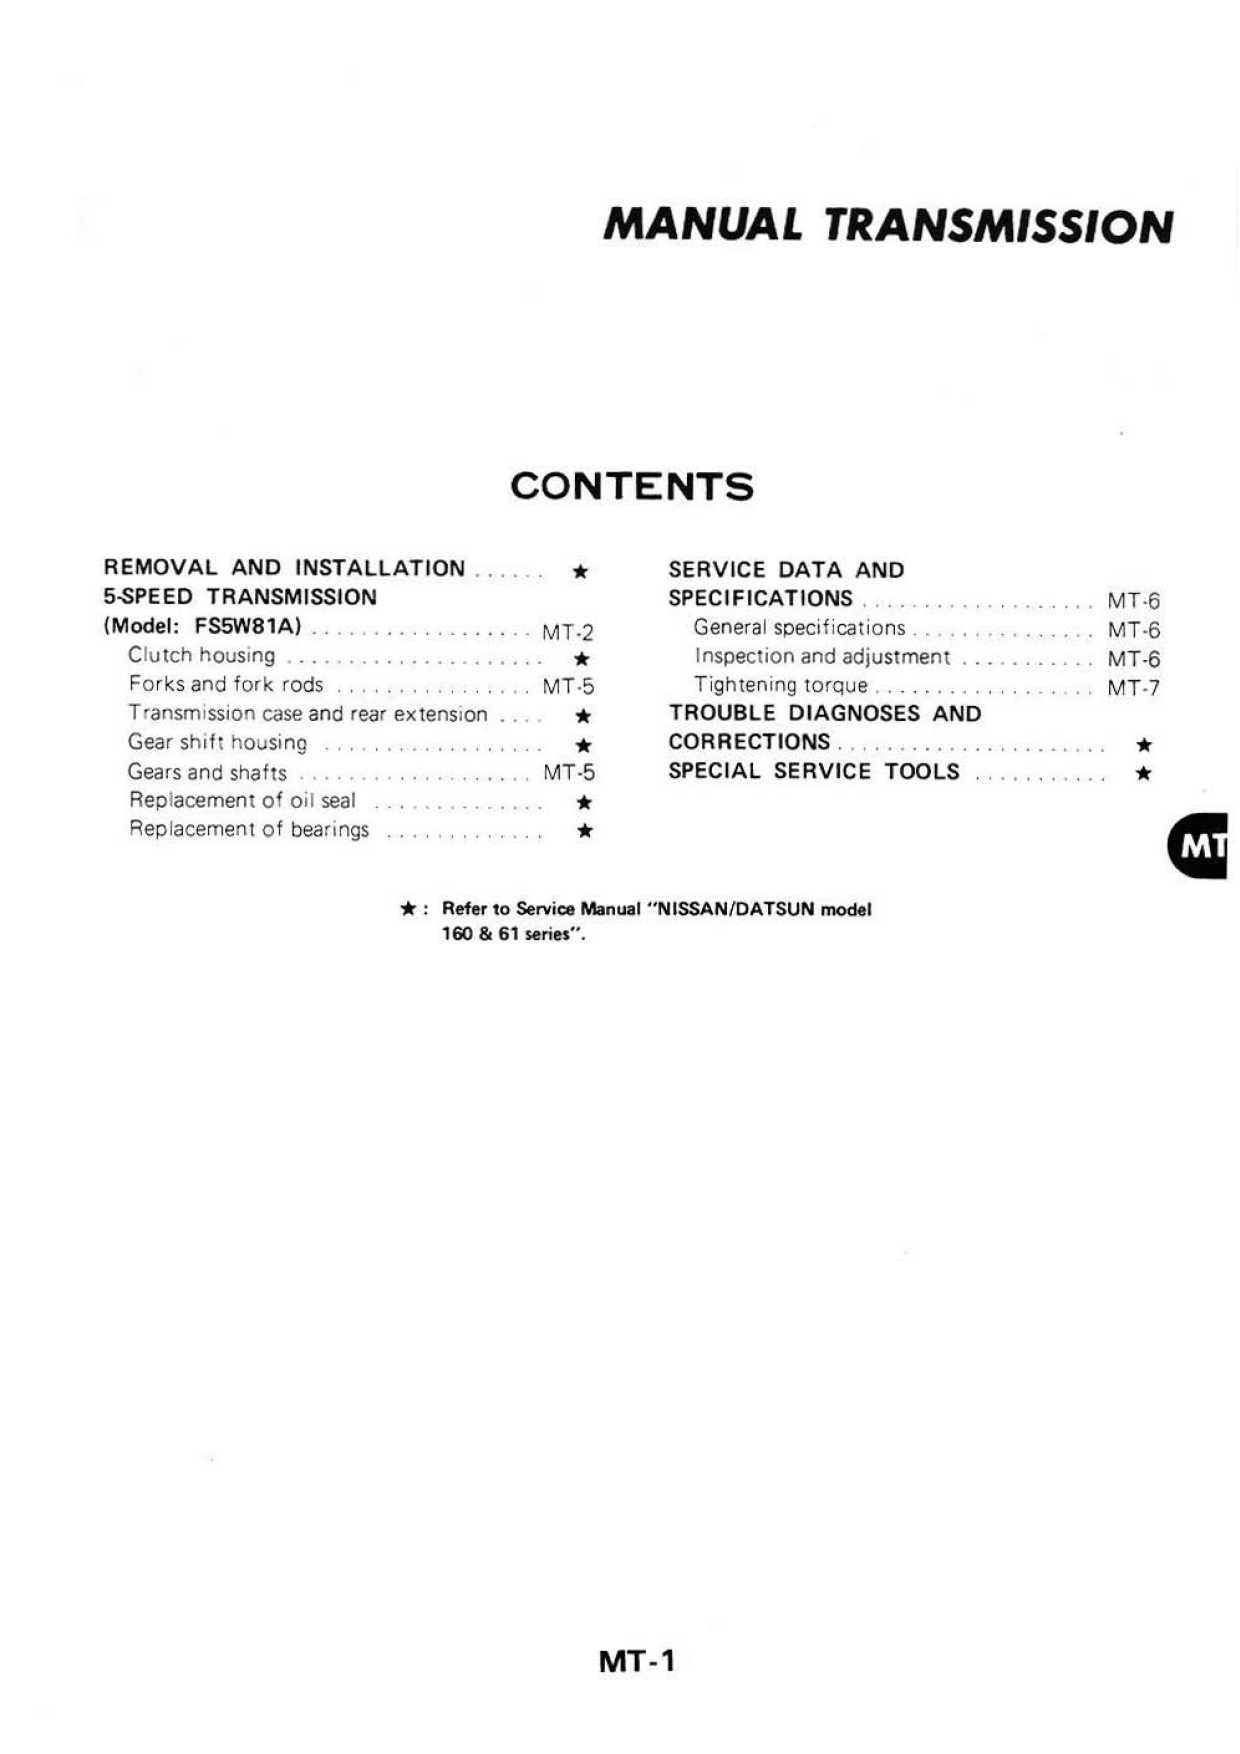 MANUAL TRANSMISSION
CONTENTS
REMOVAL AND INSTALLATION . . . . . . ★
5-SPEED TRANSMISSION
(Model: FS5W81A) . . . . . . . . . . . . . . . . . . MT-2
Clutch housing . . . . . . . . . . . . . . . . . . . . . ★
Forks and fork rods . . . . . . . . . . . . . . . . MT-5
Transmission case and rear extension . . . . ★
Gear shift housing . . . . . . . . . . . . . . . . . . ★
Gears and shafts . . . . . . . . . . . . . . . . . . . MT-5
Replacement of oil seal . . . . . . . . . . . . . . ★
Replacement of bearings . . . . . . . . . . . . . ★
SERVICE DATA AND
SPECIFICATIONS . . . . . . . . . . . . . . . . . . . MT-6
General specifications . . . . . . . . . . . . . . . MT-6
Inspection and adjustment . . . . . . . . . . . MT-6
Tightening torque . . . . . . . . . . . . . . . . . . MT-7
TROUBLE DIAGNOSES AND
CORRECTIONS . . . . . . . . . . . . . . . . . . . . . . ★
SPECIAL SERVICE TOOLS . . . . . . . . . . . ★
MT
★ : Refer to Service Manual "NISSAN/DATSUN model
160 & 61 series".
MT-1